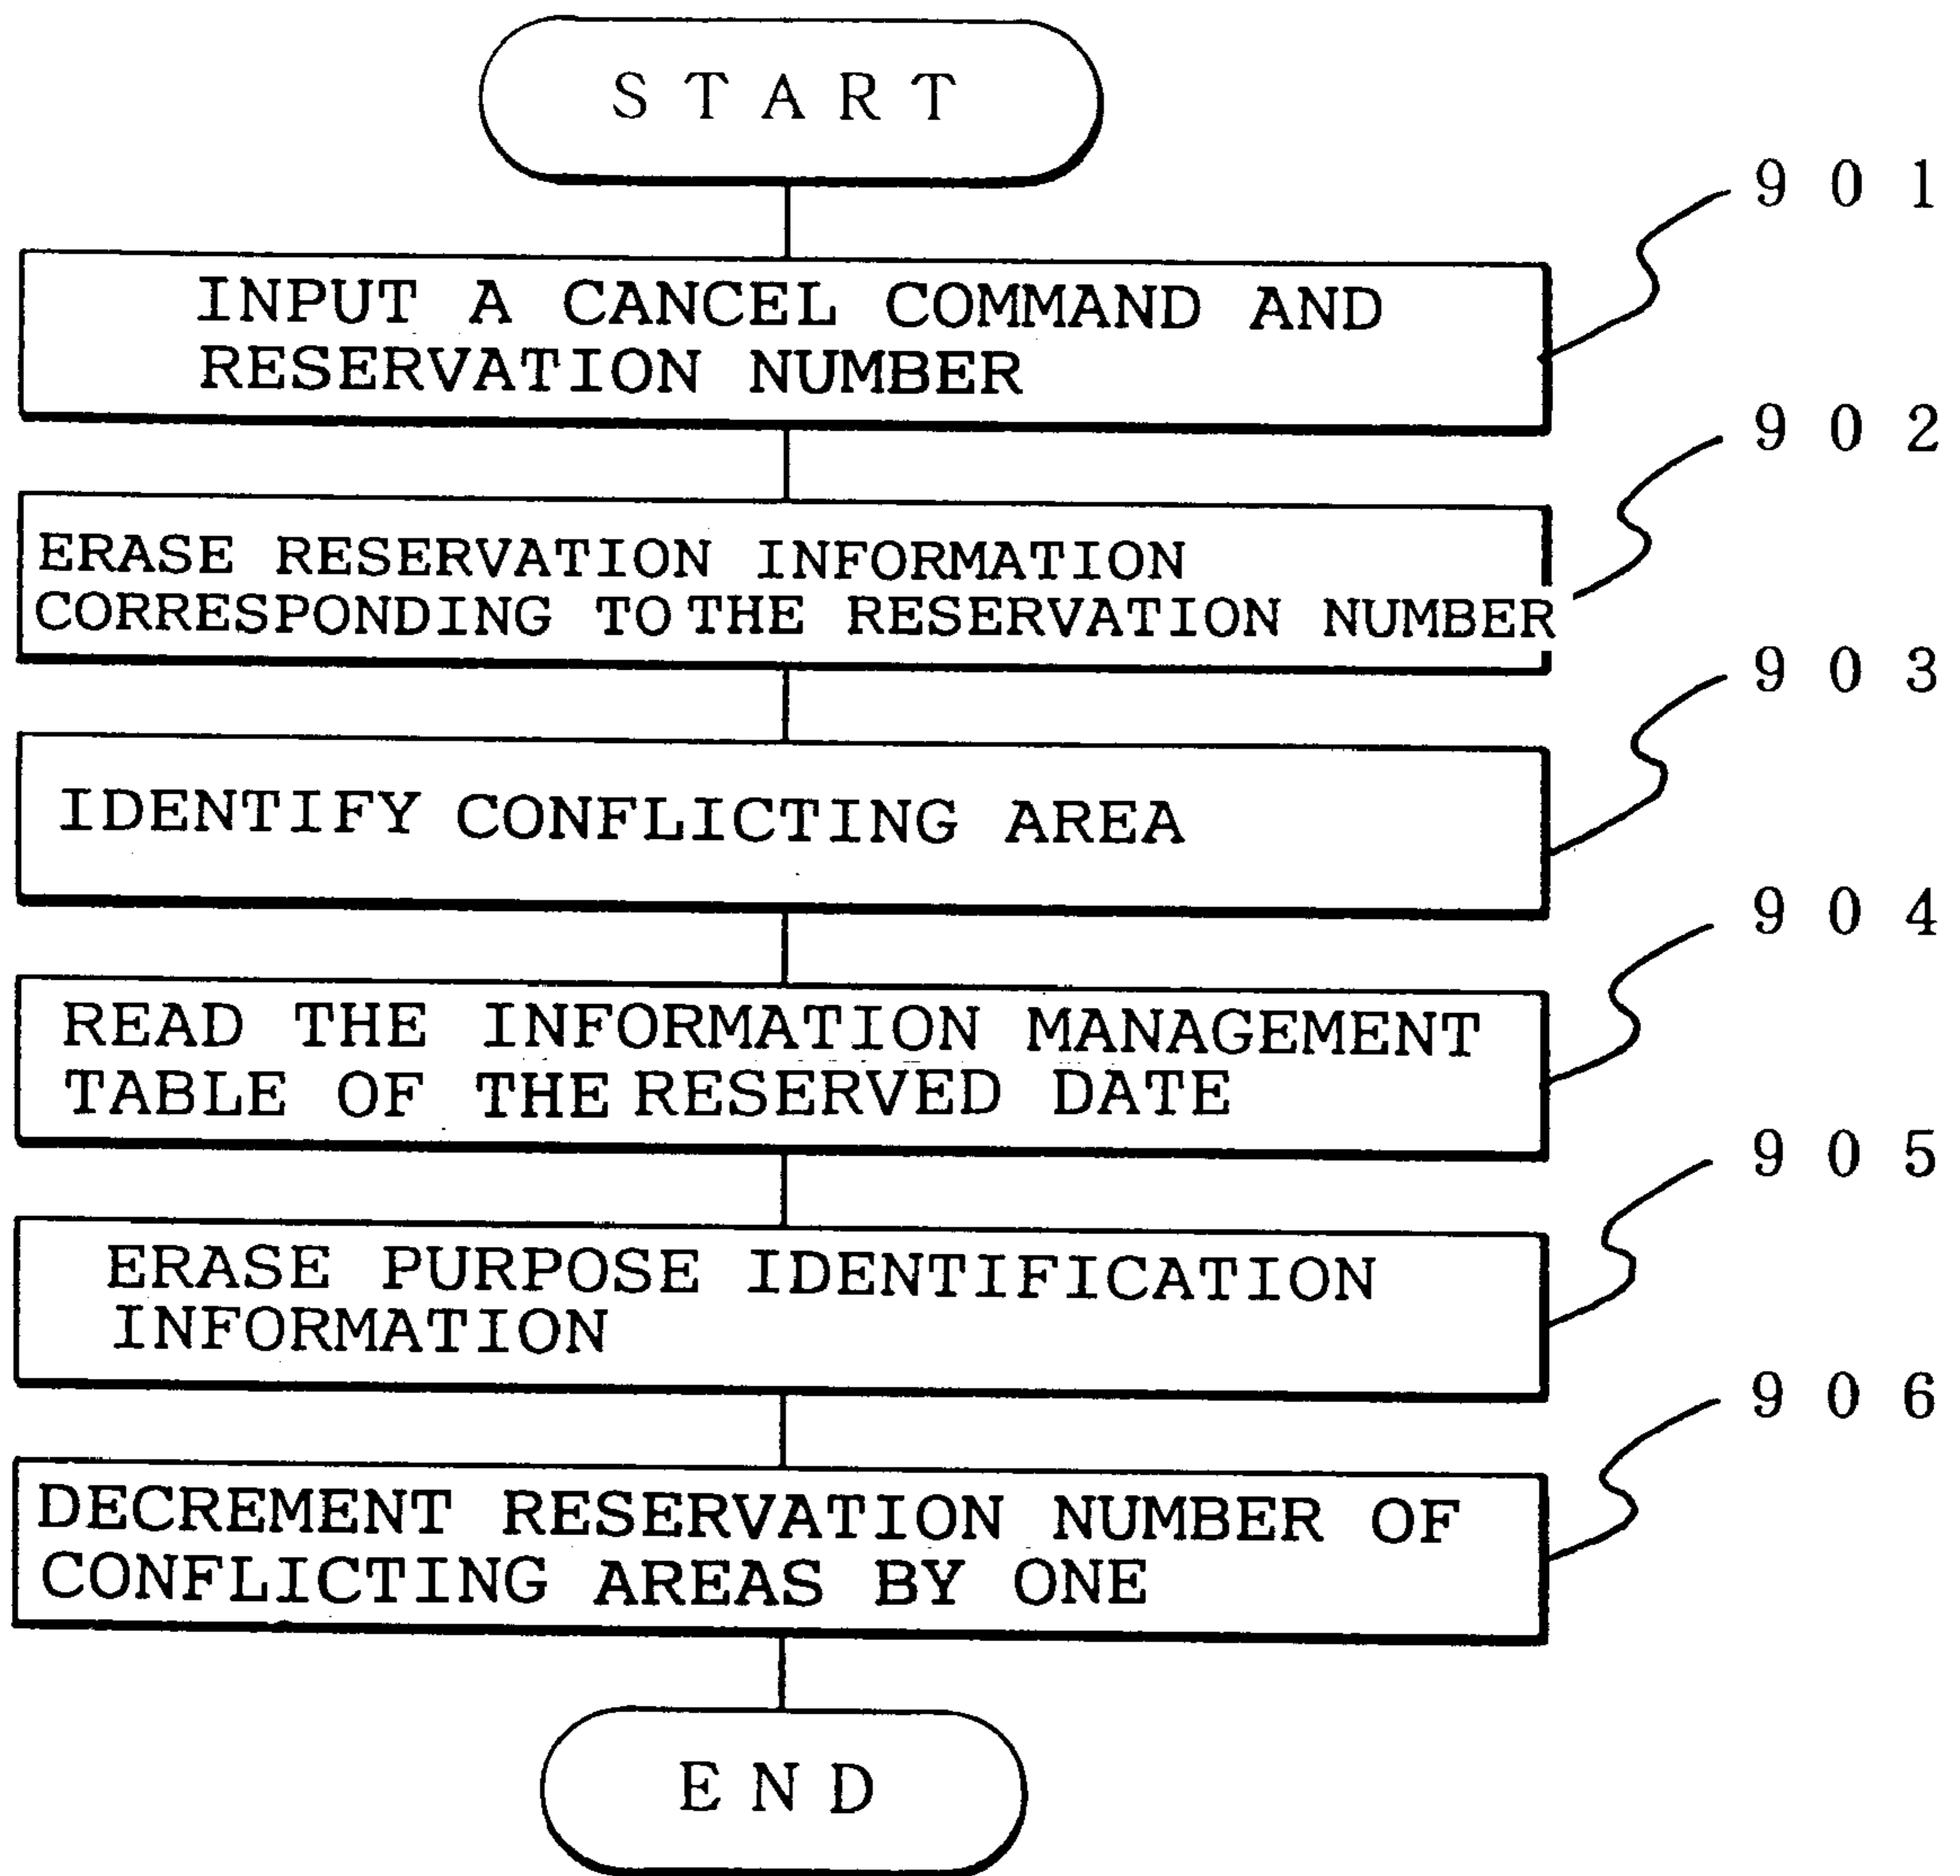 START
901
INPUT A CANCEL COMMAND AND
RESERVATION NUMBER
902
ERASE RESERVATION INFORMATION
CORRESPONDING TO THE RESERVATION NUMBER
903
IDENTIFY CONFLICTING AREA
904
READ THE INFORMATION MANAGEMENT
TABLE OF THE RESERVED DATE
905
ERASE PURPOSE IDENTIFICATION
INFORMATION
906
DECREMENT RESERVATION NUMBER OF
CONFLICTING AREAS BY ONE
END